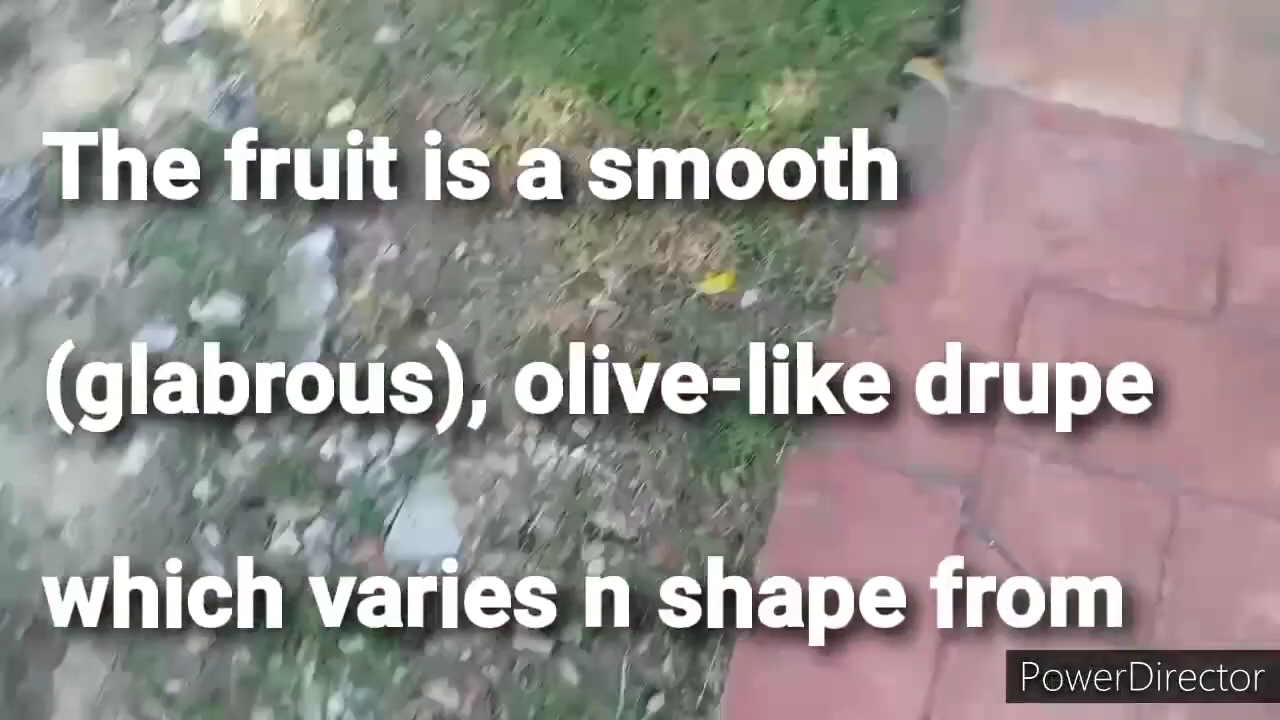 The fruit is a smooth
(glabrous), olive-like drupe
which varies n shape from
PowerDirector